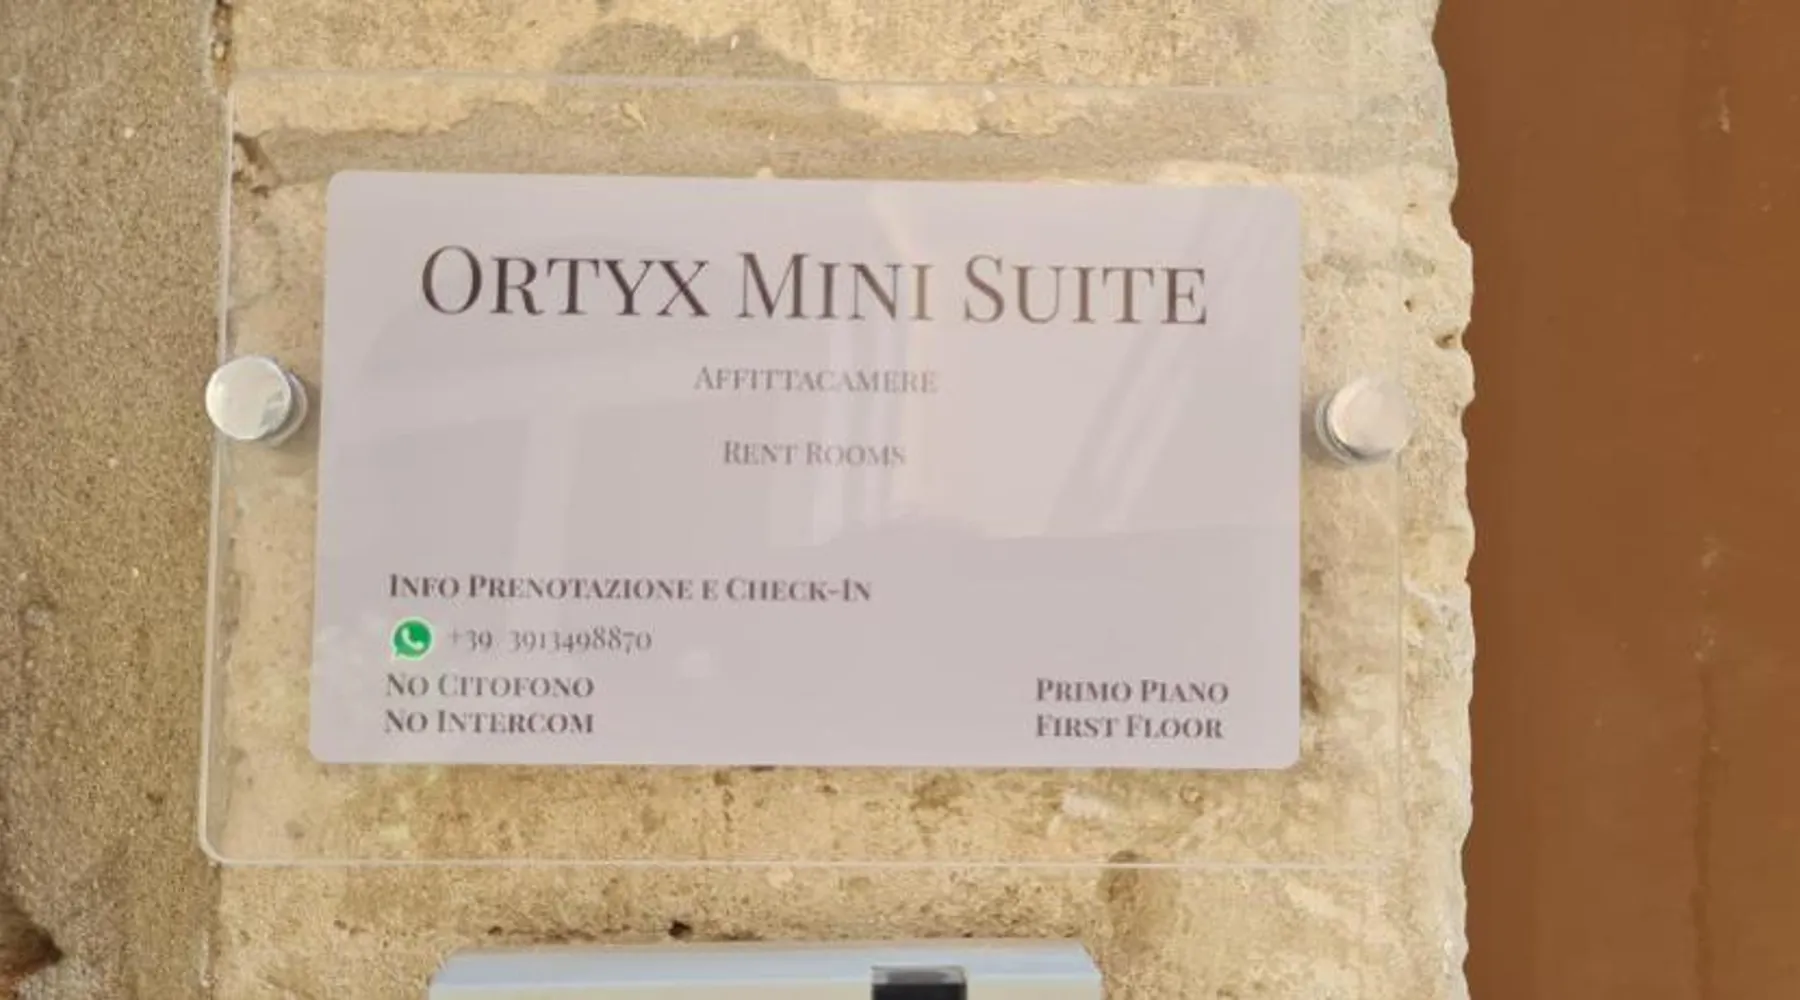 Ortyx Mini Suite
Affittacamere
Rent Rooms
Info Prenotazione e Check-In
+39 3913498870
No Citofono
No Intercom
Primo Piano
First Floor